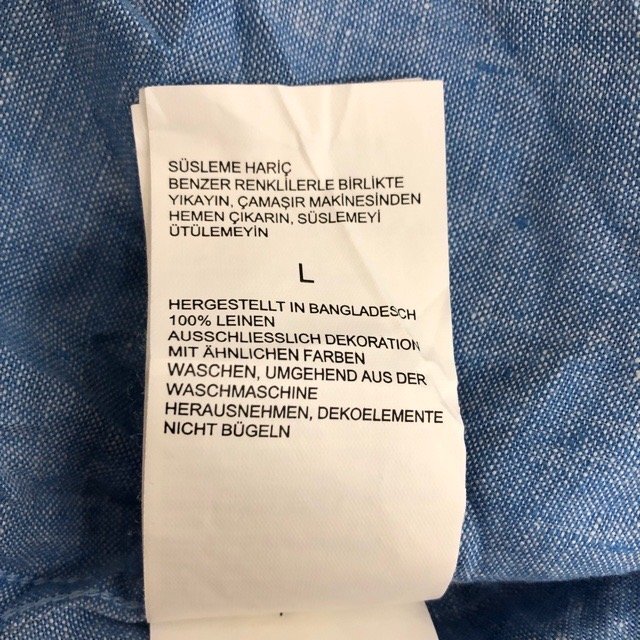 SÜSLEME HARİÇ
BENZER RENKLİLERLE BİRLİKTE
YIKAYIN, ÇAMAŞIR MAKİNESİNDEN
HEMEN ÇIKARIN, SÜSLEMEYİ
ÜTÜLEMEYİN
L
HERGESTELLT IN BANGLADESCH
100% LEINEN
AUSSCHLIESSLICH DEKORATION
MIT ÄHNLICHEN FARBEN
WASCHEN, UMGEHEND AUS DER
WASCHMASCHINE
HERAUSNEHMEN, DEKOELEMENTE
NICHT BÜGELN